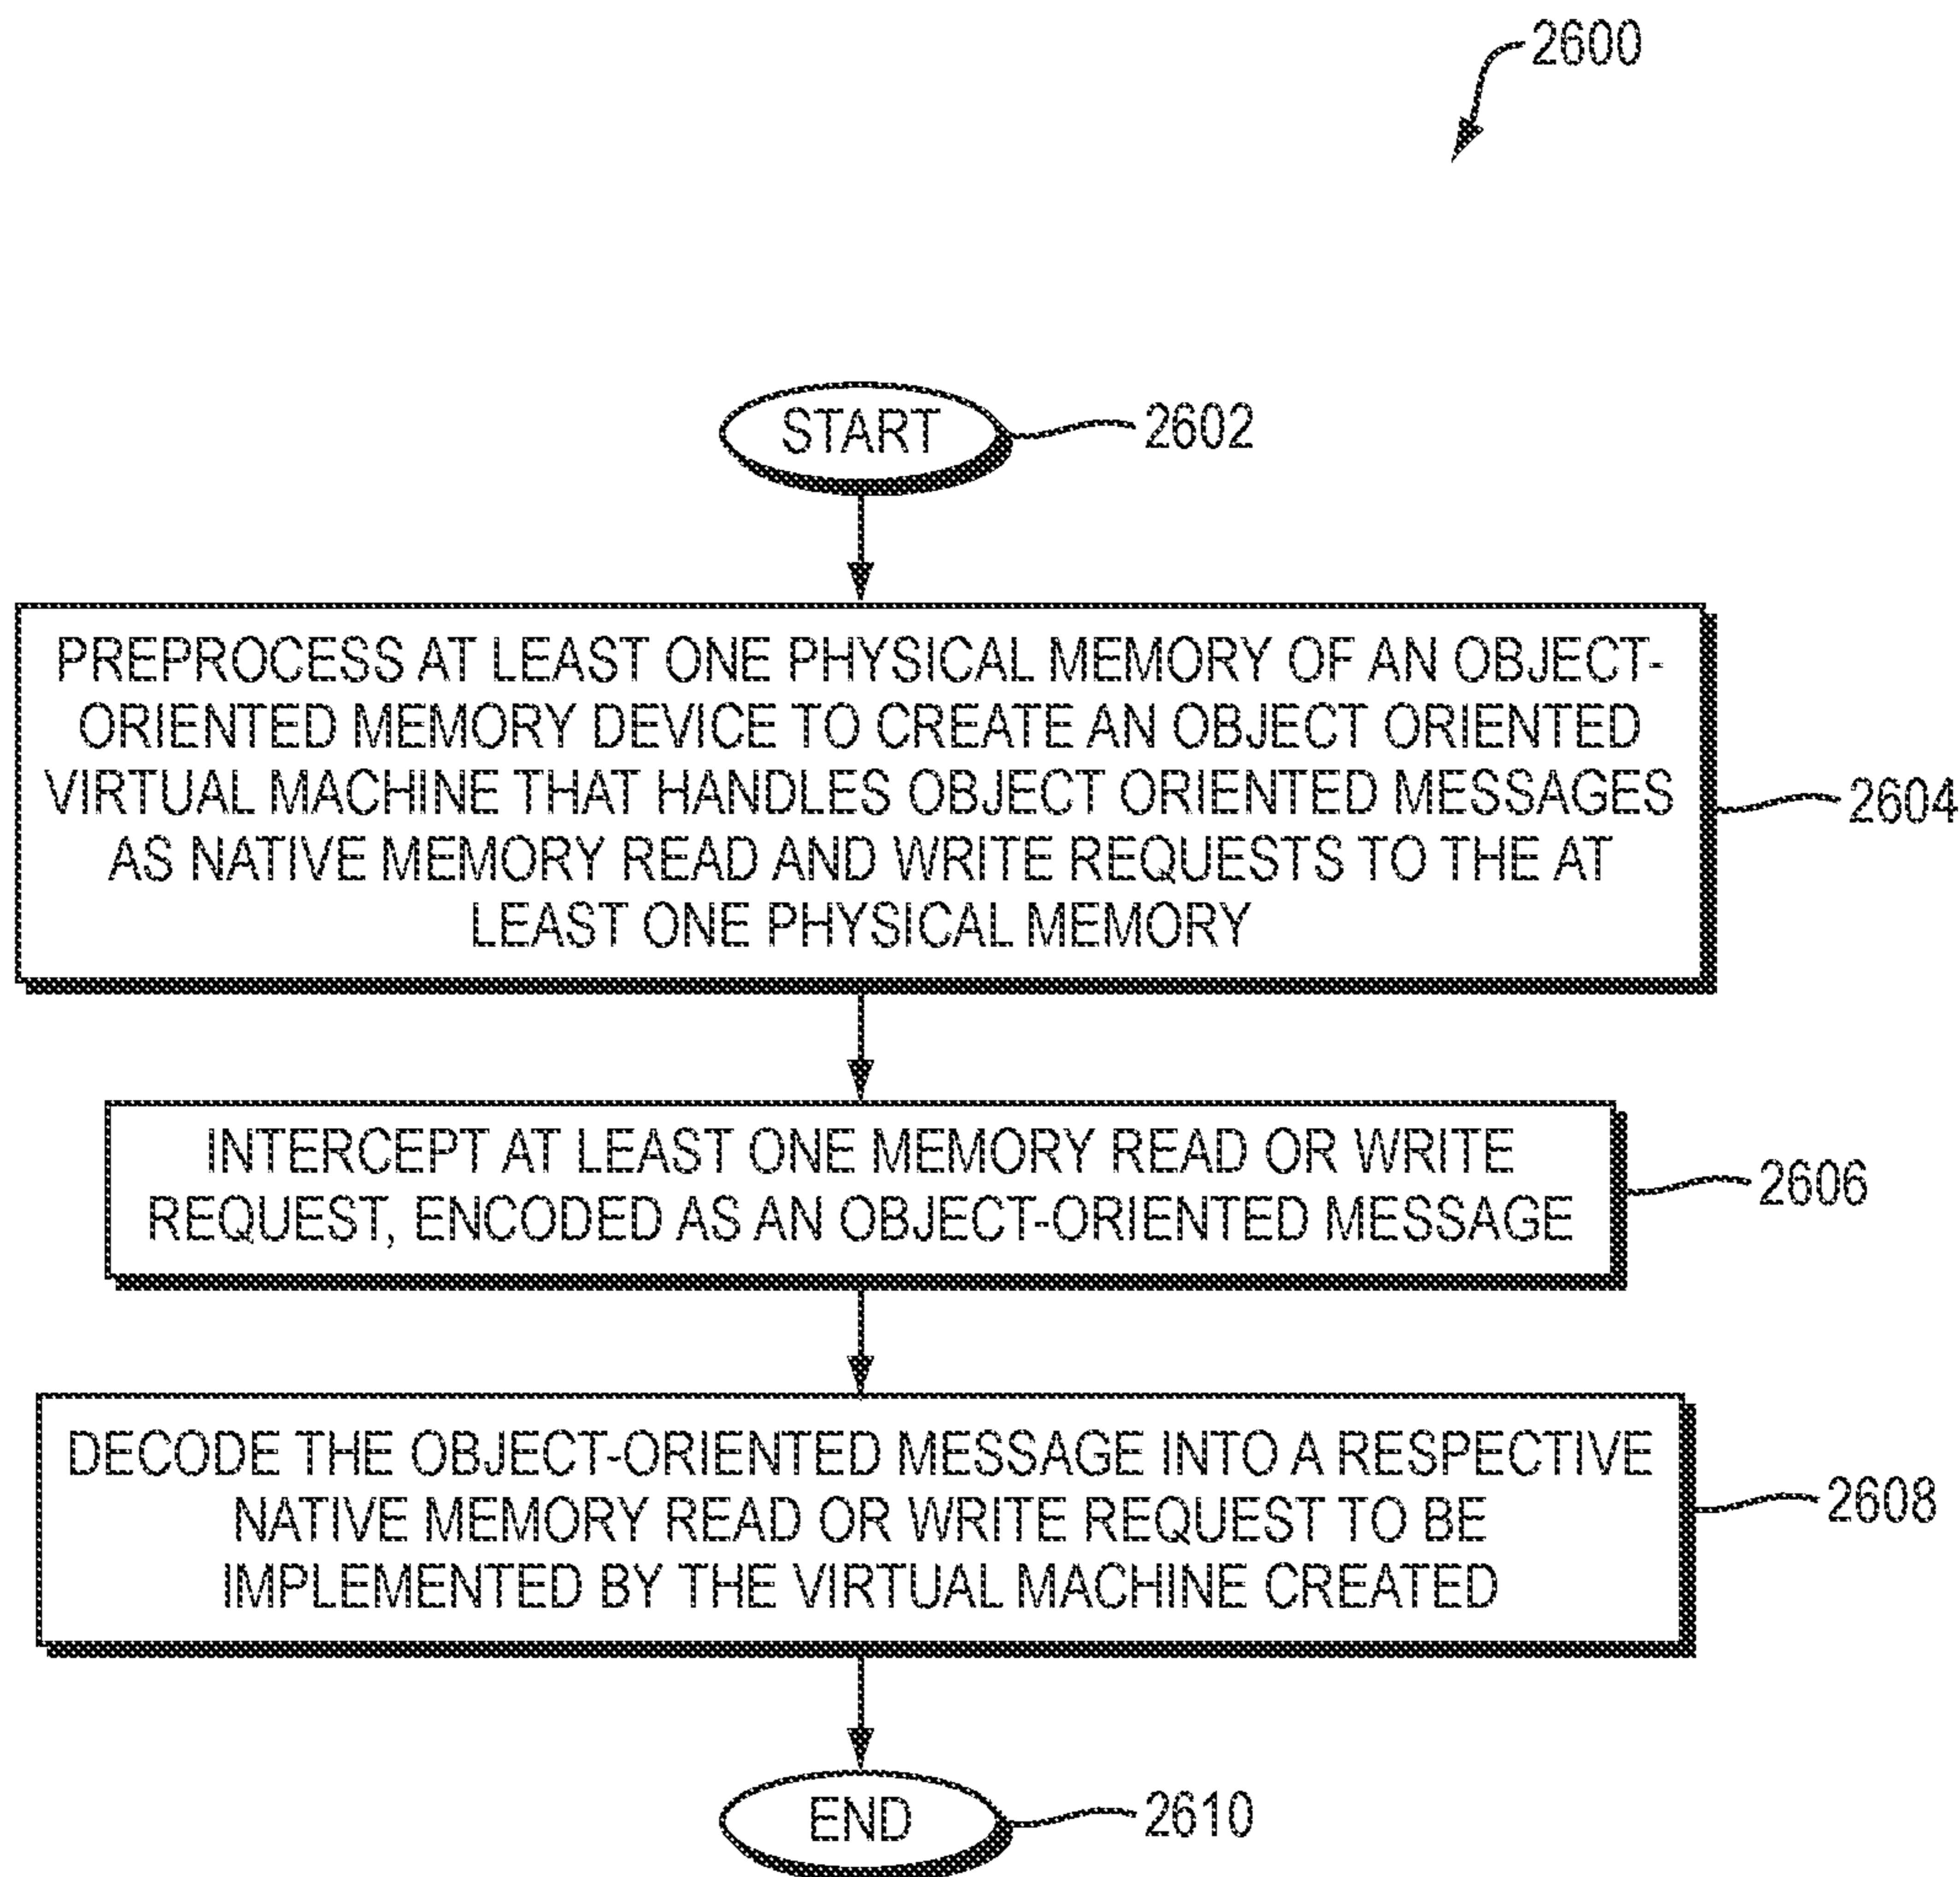 2600
START
2602
PREPROCESS AT LEAST ONE PHYSICAL MEMORY OF AN OBJECT-
ORIENTED MEMORY DEVICE TO CREATE AN OBJECT ORIENTED
VIRTUAL MACHINE THAT HANDLES OBJECT ORIENTED MESSAGES
AS NATIVE MEMORY READ AND WRITE REQUESTS TO THE AT
LEAST ONE PHYSICAL MEMORY
2604
INTERCEPT AT LEAST ONE MEMORY READ OR WRITE
REQUEST, ENCODED AS AN OBJECT-ORIENTED MESSAGE
2606
DECODE THE OBJECT-ORIENTED MESSAGE INTO A RESPECTIVE
NATIVE MEMORY READ OR WRITE REQUEST TO BE
IMPLEMENTED BY THE VIRTUAL MACHINE CREATED
2608
END
2610